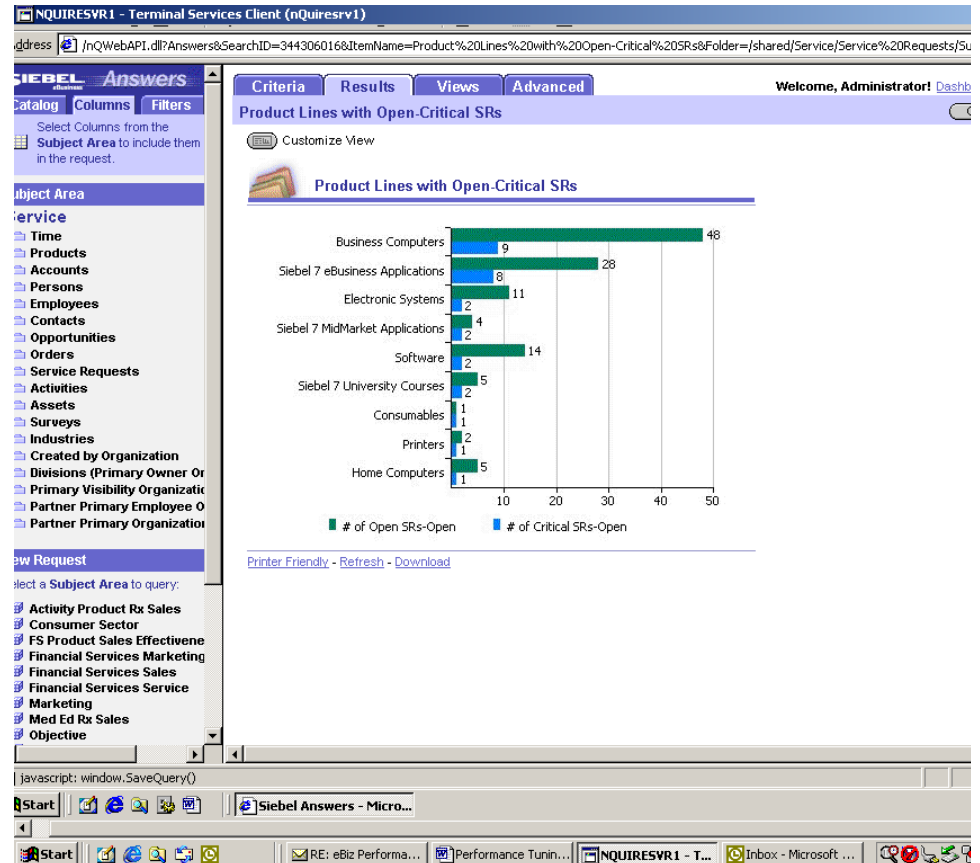 NQUIRESVR1 - Terminal Services Client (nQuiresrv1)
ddress /nQWebAPI.dll?Answers&SearchID=344306016&ItemName=Product%20Lines%20with%20Open-Critical%20SRs&Folder=/shared/Service/Service%20Requests/Su
SIEBEL eBusiness Answers
Catalog Columns Filters
Select Columns from the
Subject Area to include them
in the request.
ubject Area
Service
Time
Products
Accounts
Persons
Employees
Contacts
Opportunities
Orders
Service Requests
Activities
Assets
Surveys
Industries
Created by Organization
Divisions (Primary Owner Or
Primary Visibility Organizatic
Partner Primary Employee O
Partner Primary Organization
ew Request
elect a Subject Area to query:
Activity Product Rx Sales
Consumer Sector
FS Product Sales Effectivene
Financial Services Marketing
Financial Services Sales
Financial Services Service
Marketing
Med Ed Rx Sales
Objective
Criteria Results Views Advanced
Welcome, Administrator! Dashb
Product Lines with Open-Critical SRs
Customize View
Product Lines with Open-Critical SRs
Business Computers 48 9
Siebel 7 eBusiness Applications 28 8
Electronic Systems 11 2
Siebel 7 MidMarket Applications 4 2
Software 14 2
Siebel 7 University Courses 5 2
Consumables 1 1
Printers 2 1
Home Computers 5 1
10 20 30 40 50
# of Open SRs-Open # of Critical SRs-Open
Printer Friendly - Refresh - Download
javascript: window.SaveQuery()
Start Siebel Answers - Micro...
Start RE: eBiz Performa... Performance Tunin... NQUIRESVR1 - T... Inbox - Microsoft ...